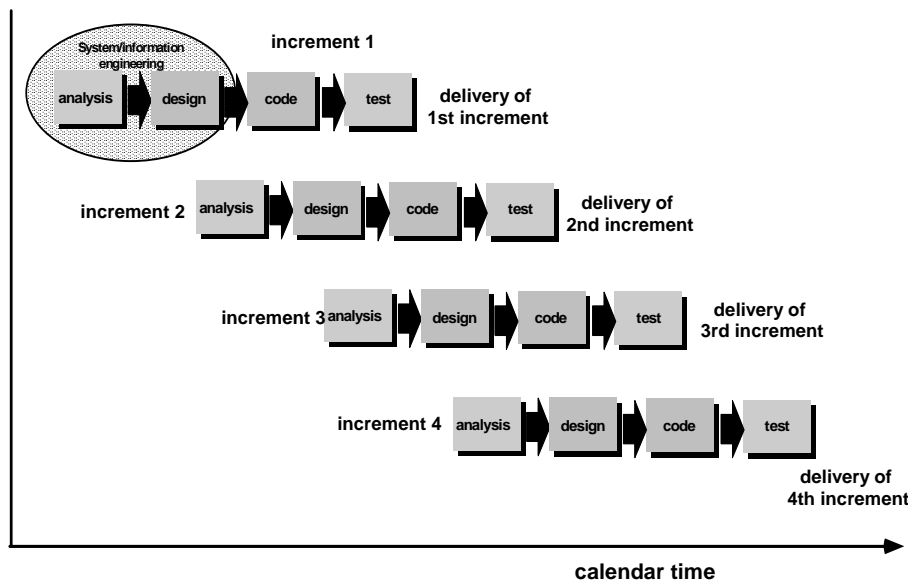 System/information
engineering
increment 1
analysis
design
code
test
delivery of
1st increment
increment 2
analysis
design
code
test
delivery of
2nd increment
increment 3
analysis
design
code
test
delivery of
3rd increment
increment 4
analysis
design
code
test
delivery of
4th increment
calendar time